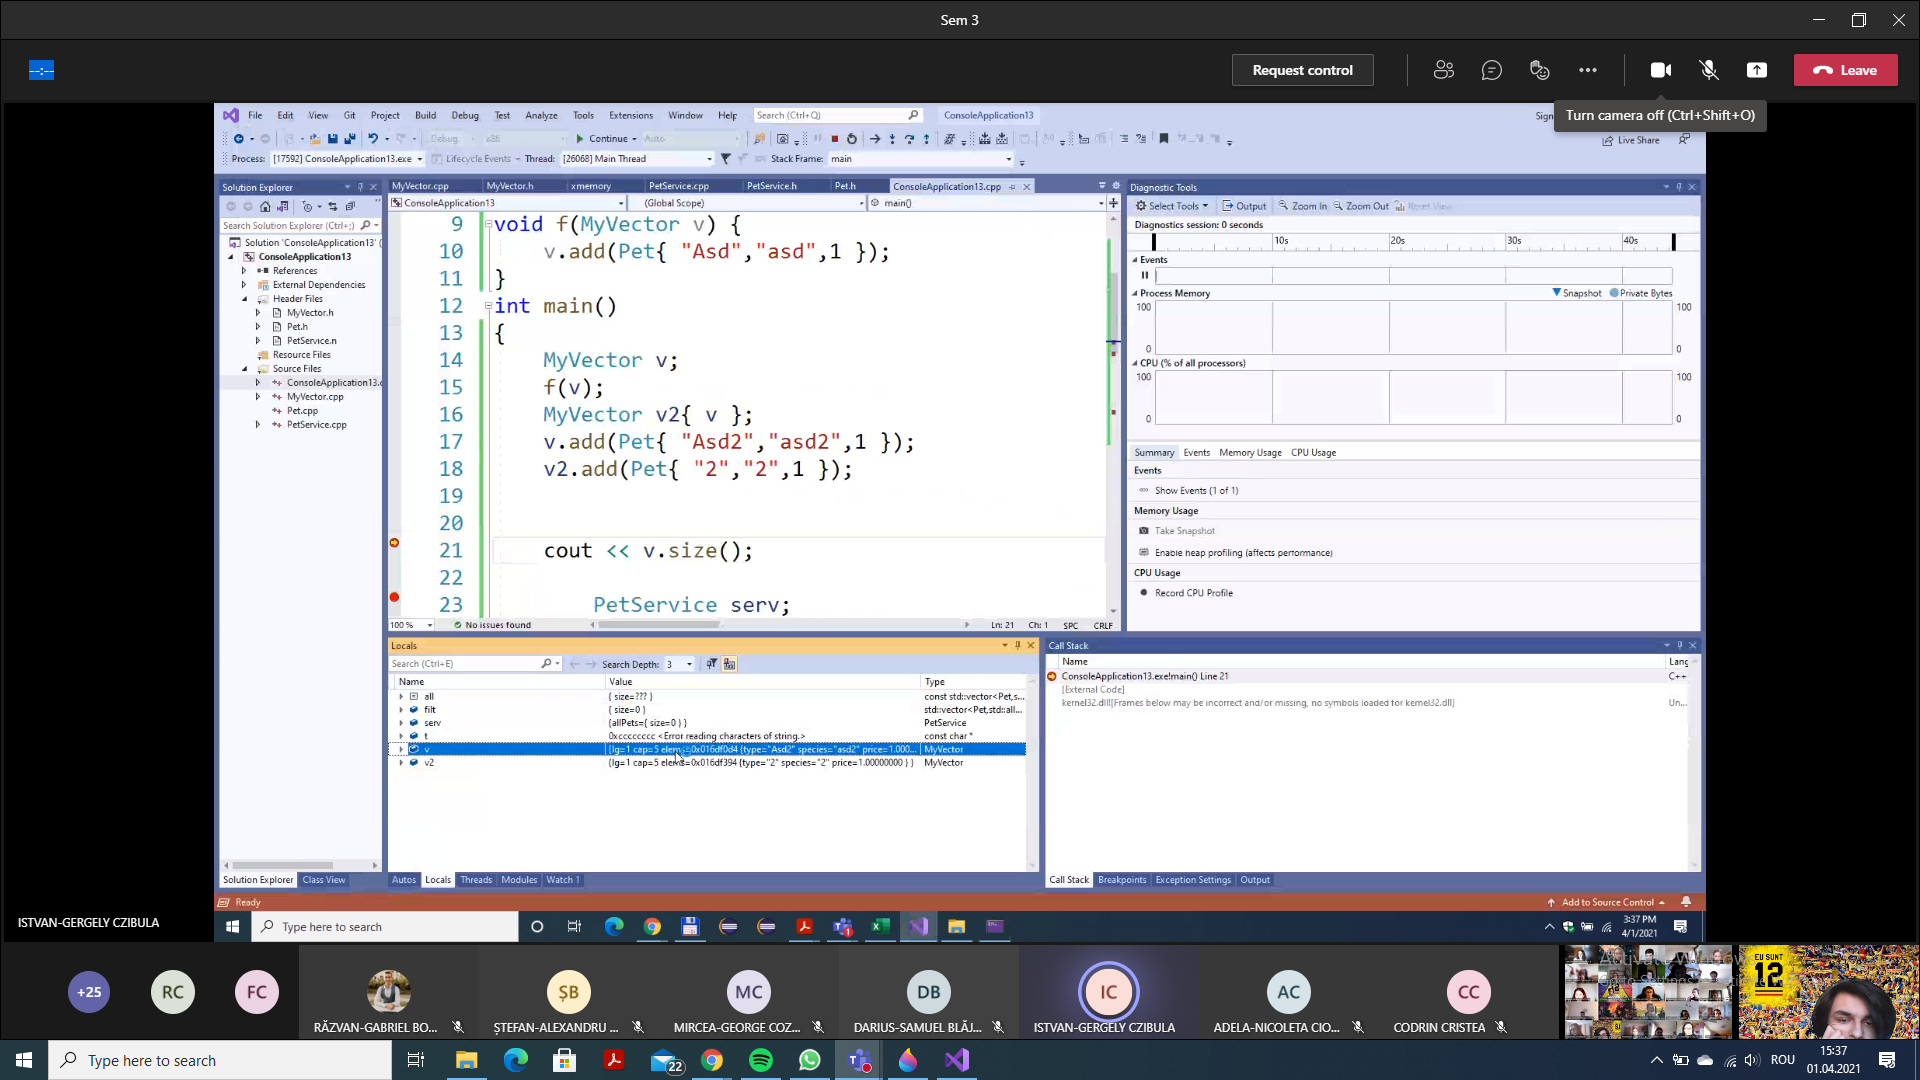 Sem 3
--:--
Request control
Leave
Turn camera off (Ctrl+Shift+O)
File Edit View Git Project Build Debug Test Analyze Tools Extensions Window Help Search (Ctrl+Q) ConsoleApplication13
Debug x86 Continue Auto Live Share
Process: [17592] ConsoleApplication13.exe Lifecycle Events Thread: [26068] Main Thread Stack Frame: main
Solution Explorer
Search Solution Explorer (Ctrl+;)
Solution 'ConsoleApplication13' (
ConsoleApplication13
References
External Dependencies
Header Files
MyVector.h
Pet.h
PetService.h
Resource Files
Source Files
ConsoleApplication13.c
MyVector.cpp
Pet.cpp
PetService.cpp
Solution Explorer Class View
MyVector.cpp MyVector.h xmemory PetService.cpp PetService.h Pet.h ConsoleApplication13.cpp
ConsoleApplication13 (Global Scope) main()
9 void f(MyVector v) {
10 v.add(Pet{ "Asd","asd",1 });
11 }
12 int main()
13 {
14 MyVector v;
15 f(v);
16 MyVector v2{ v };
17 v.add(Pet{ "Asd2","asd2",1 });
18 v2.add(Pet{ "2","2",1 });
19
20
21 cout << v.size();
22
23 PetService serv;
100 % No issues found Ln: 21 Ch: 1 SPC CRLF
Diagnostic Tools
Select Tools Output Zoom In Zoom Out Reset View
Diagnostics session: 0 seconds
10s 20s 30s 40s
Events
Process Memory Snapshot Private Bytes
100 100
0 0
CPU (% of all processors)
100 100
0 0
Summary Events Memory Usage CPU Usage
Events
Show Events (1 of 1)
Memory Usage
Take Snapshot
Enable heap profiling (affects performance)
CPU Usage
Record CPU Profile
Locals
Search (Ctrl+E) Search Depth: 3
Name Value Type
all { size=??? } const std::vector<Pet,s...
filt { size=0 } std::vector<Pet,std::all...
serv {allPets={ size=0 } } PetService
t 0xcccccccc <Error reading characters of string.> const char *
v {lg=1 cap=5 elems=0x016df0d4 {type="Asd2" species="asd2" price=1.000... MyVector
v2 {lg=1 cap=5 elems=0x016df394 {type="2" species="2" price=1.00000000 } } MyVector
Autos Locals Threads Modules Watch 1
Call Stack
Name Lang
ConsoleApplication13.exe!main() Line 21 C++
[External Code]
kernel32.dll![Frames below may be incorrect and/or missing, no symbols loaded for kernel32.dll] Un...
Call Stack Breakpoints Exception Settings Output
Ready Add to Source Control
ISTVAN-GERGELY CZIBULA
Type here to search
3:37 PM
4/1/2021
+25
RC
FC
RĂZVAN-GABRIEL BO...
ȘB
ȘTEFAN-ALEXANDRU ...
MC
MIRCEA-GEORGE COZ...
DB
DARIUS-SAMUEL BLĂJ...
IC
ISTVAN-GERGELY CZIBULA
AC
ADELA-NICOLETA CIO...
CC
CODRIN CRISTEA
EU SUNT
12
Type here to search
22
ROU
15:37
01.04.2021